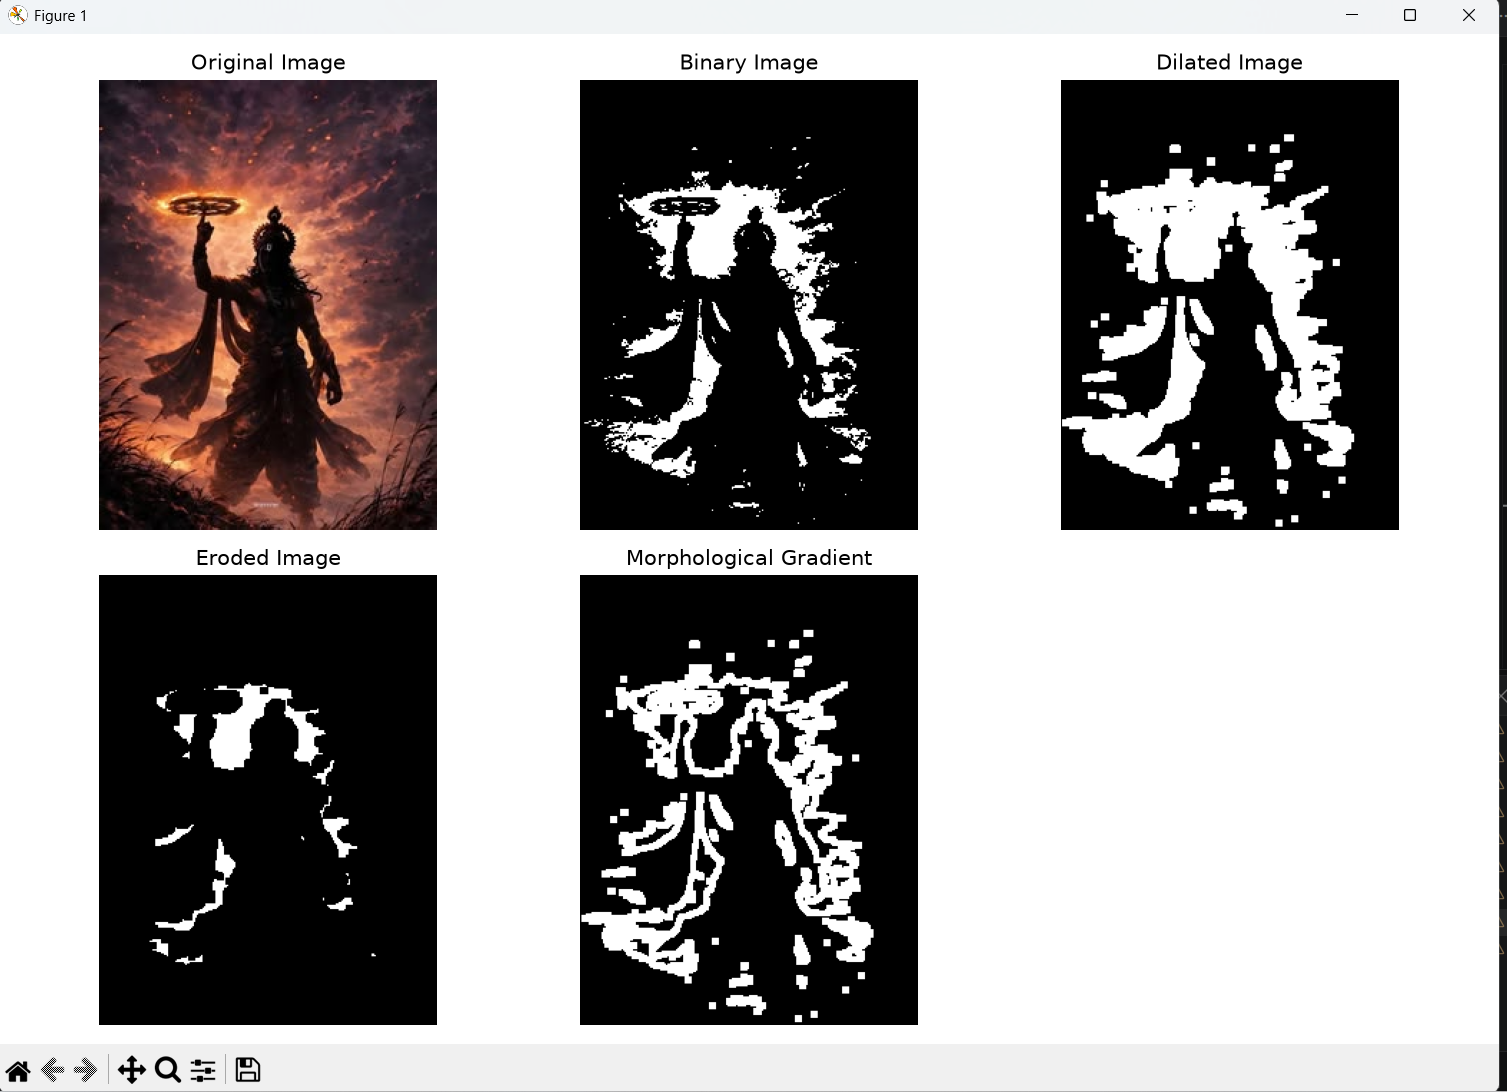 Figure 1
Original Image
Binary Image
Dilated Image
Eroded Image
Morphological Gradient